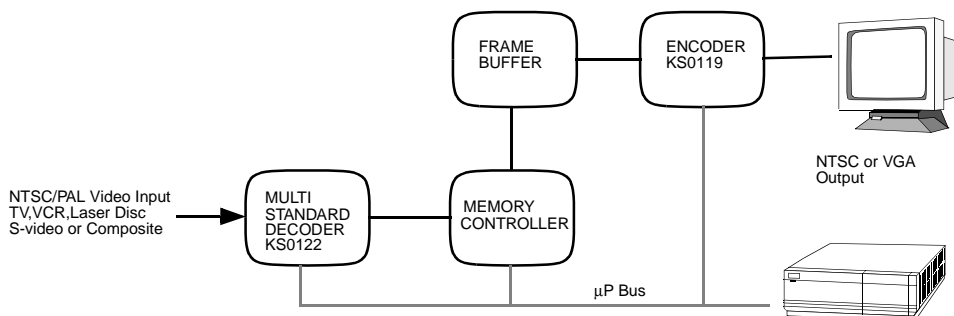 FRAME
BUFFER
ENCODER
KS0119
NTSC or VGA
Output
NTSC/PAL Video Input
TV,VCR,Laser Disc
S-video or Composite
MULTI
STANDARD
DECODER
KS0122
MEMORY
CONTROLLER
µP Bus